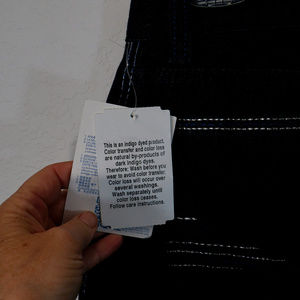 This is an indigo dyed product.
Color transfer and color loss
are natural by-products of
dark indigo dyes.
Therefore: Wash before you
wear to avoid color transfer.
Color loss will occur over
several washings.
Wash separately until
color loss ceases.
Follow care instructions.